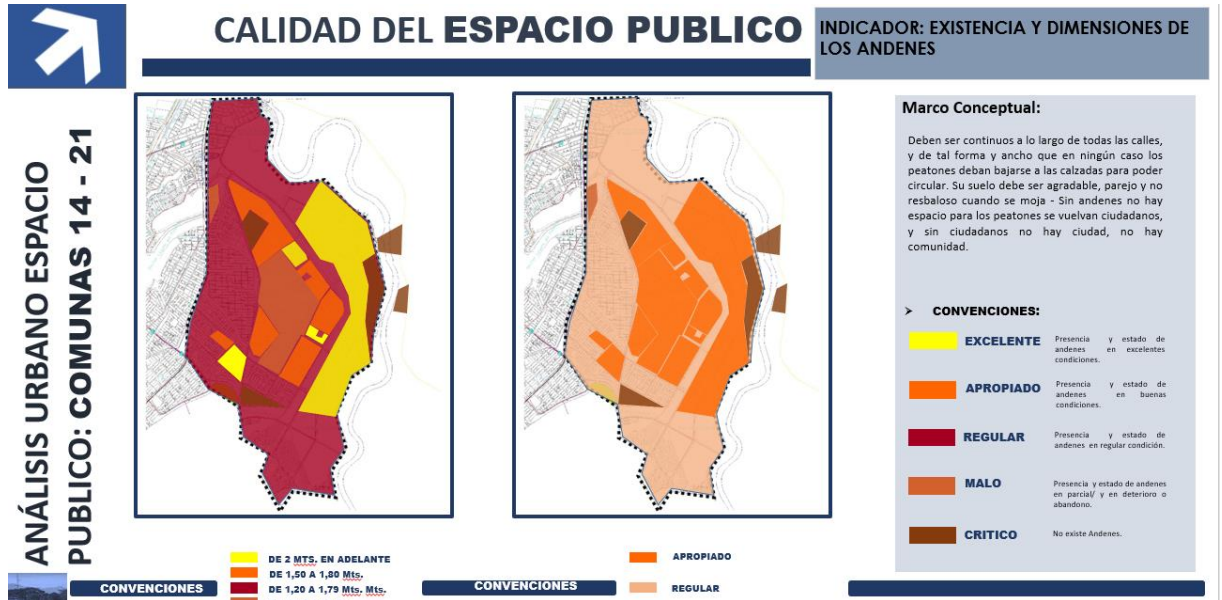 CALIDAD DEL ESPACIO PUBLICO
INDICADOR: EXISTENCIA Y DIMENSIONES DE
LOS ANDENES
ANÁLISIS URBANO ESPACIO
PUBLICO: COMUNAS 14 - 21
Marco Conceptual:
Deben ser continuos a lo largo de todas las calles,
y de tal forma y ancho que en ningún caso los
peatones deban bajarse a las calzadas para poder
circular. Su suelo debe ser agradable, parejo y no
resbaloso cuando se moja - Sin andenes no hay
espacio para los peatones se vuelvan ciudadanos,
y sin ciudadanos no hay ciudad, no hay
comunidad.
➤ CONVENCIONES:
EXCELENTE
Presencia y estado de
andenes en excelentes
condiciones.
APROPIADO
Presencia y estado de
andenes en buenas
condiciones.
REGULAR
Presencia y estado de
andenes en regular condición.
MALO
Presencia y estado de andenes
en parcial/ y en deterioro o
abandono.
CRITICO
No existe Andenes.
CONVENCIONES
DE 2 MTS. EN ADELANTE
DE 1,50 A 1,80 Mts.
DE 1,20 A 1,79 Mts. Mts.
CONVENCIONES
APROPIADO
REGULAR